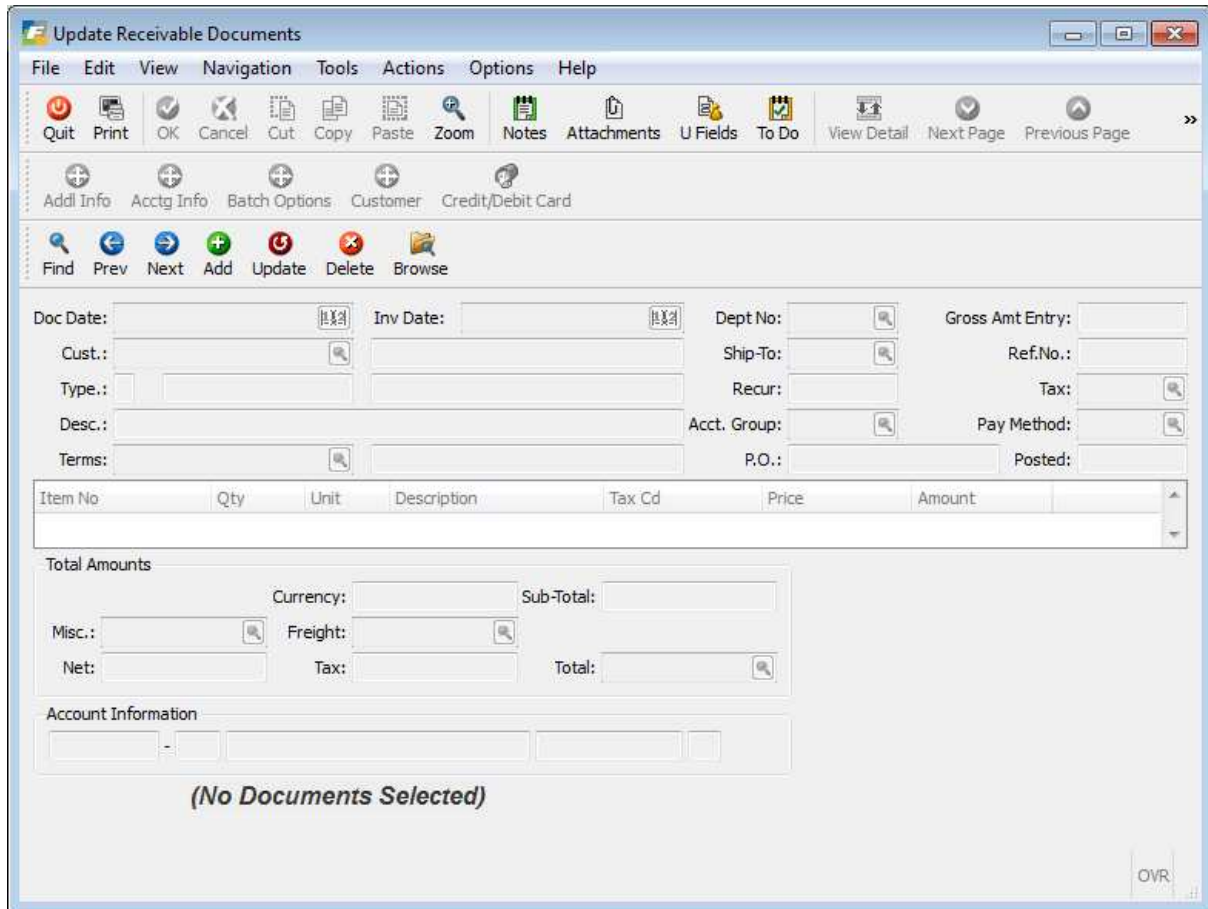 Update Receivable Documents
File Edit View Navigation Tools Actions Options Help
Quit Print OK Cancel Cut Copy Paste Zoom Notes Attachments U Fields To Do View Detail Next Page Previous Page »
Addl Info Acctg Info Batch Options Customer Credit/Debit Card
Find Prev Next Add Update Delete Browse
Doc Date: Inv Date: Dept No: Gross Amt Entry:
Cust.: Ship-To: Ref.No.:
Type.: Recur: Tax:
Desc.: Acct. Group: Pay Method:
Terms: P.O.: Posted:
Item No Qty Unit Description Tax Cd Price Amount
Total Amounts
Currency: Sub-Total:
Misc.: Freight:
Net: Tax: Total:
Account Information
-
(No Documents Selected)
OVR